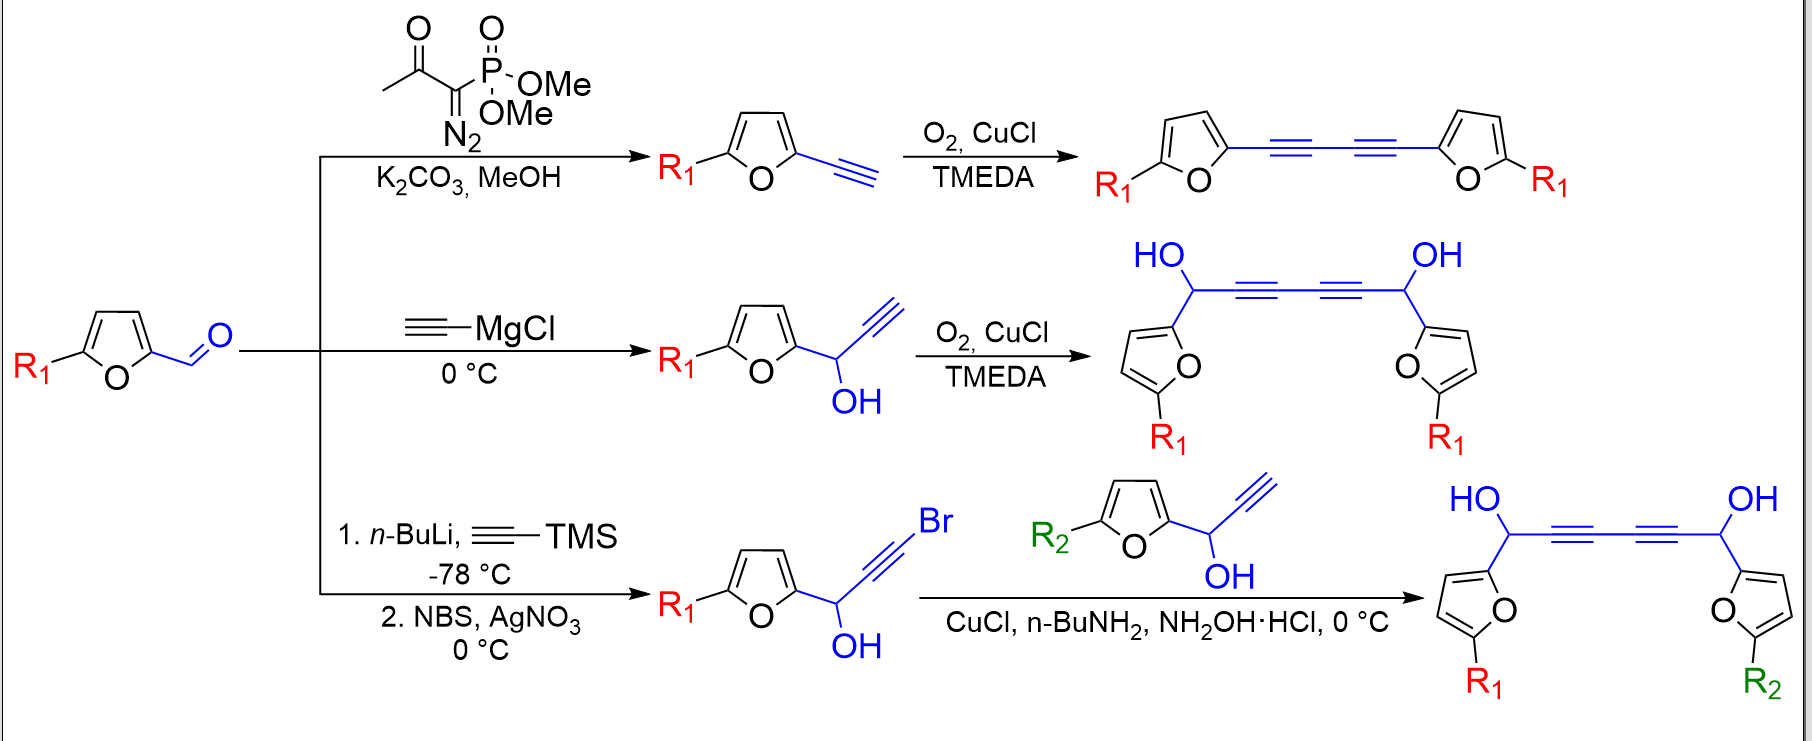 O O
P OMe
OMe
N2
K2CO3, MeOH
R1 O
O2, CuCl
TMEDA
R1 O O R1
R1 O O
MgCl
0 °C
R1 O OH
O2, CuCl
TMEDA
HO OH
O O
R1 R1
1. n-BuLi, TMS
-78 °C
2. NBS, AgNO3
0 °C
R1 O OH Br
R2 O OH
CuCl, n-BuNH2, NH2OH·HCl, 0 °C
HO OH
O O
R1 R2